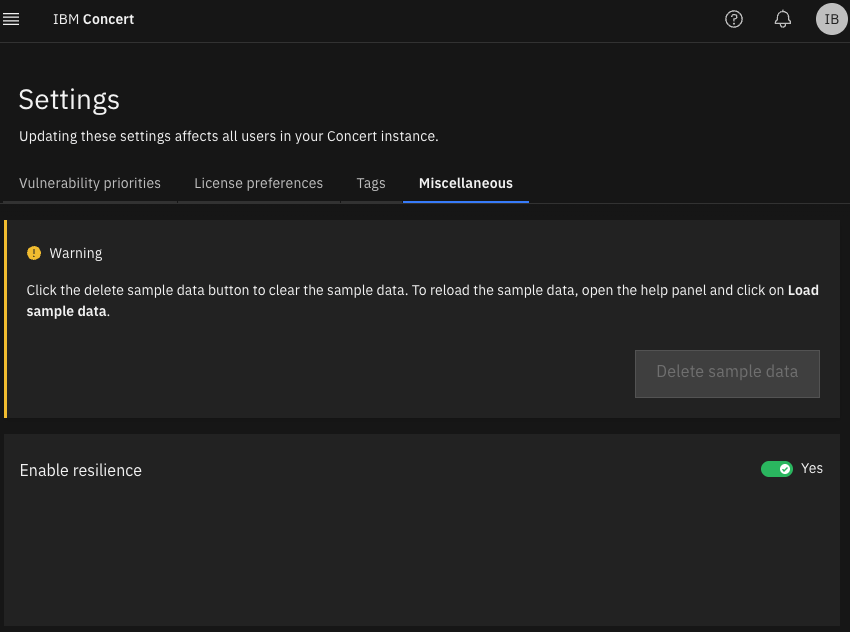 IBM Concert
IB
Settings
Updating these settings affects all users in your Concert instance.
Vulnerability priorities License preferences Tags Miscellaneous
Warning
Click the delete sample data button to clear the sample data. To reload the sample data, open the help panel and click on Load
sample data.
Delete sample data
Enable resilience
Yes